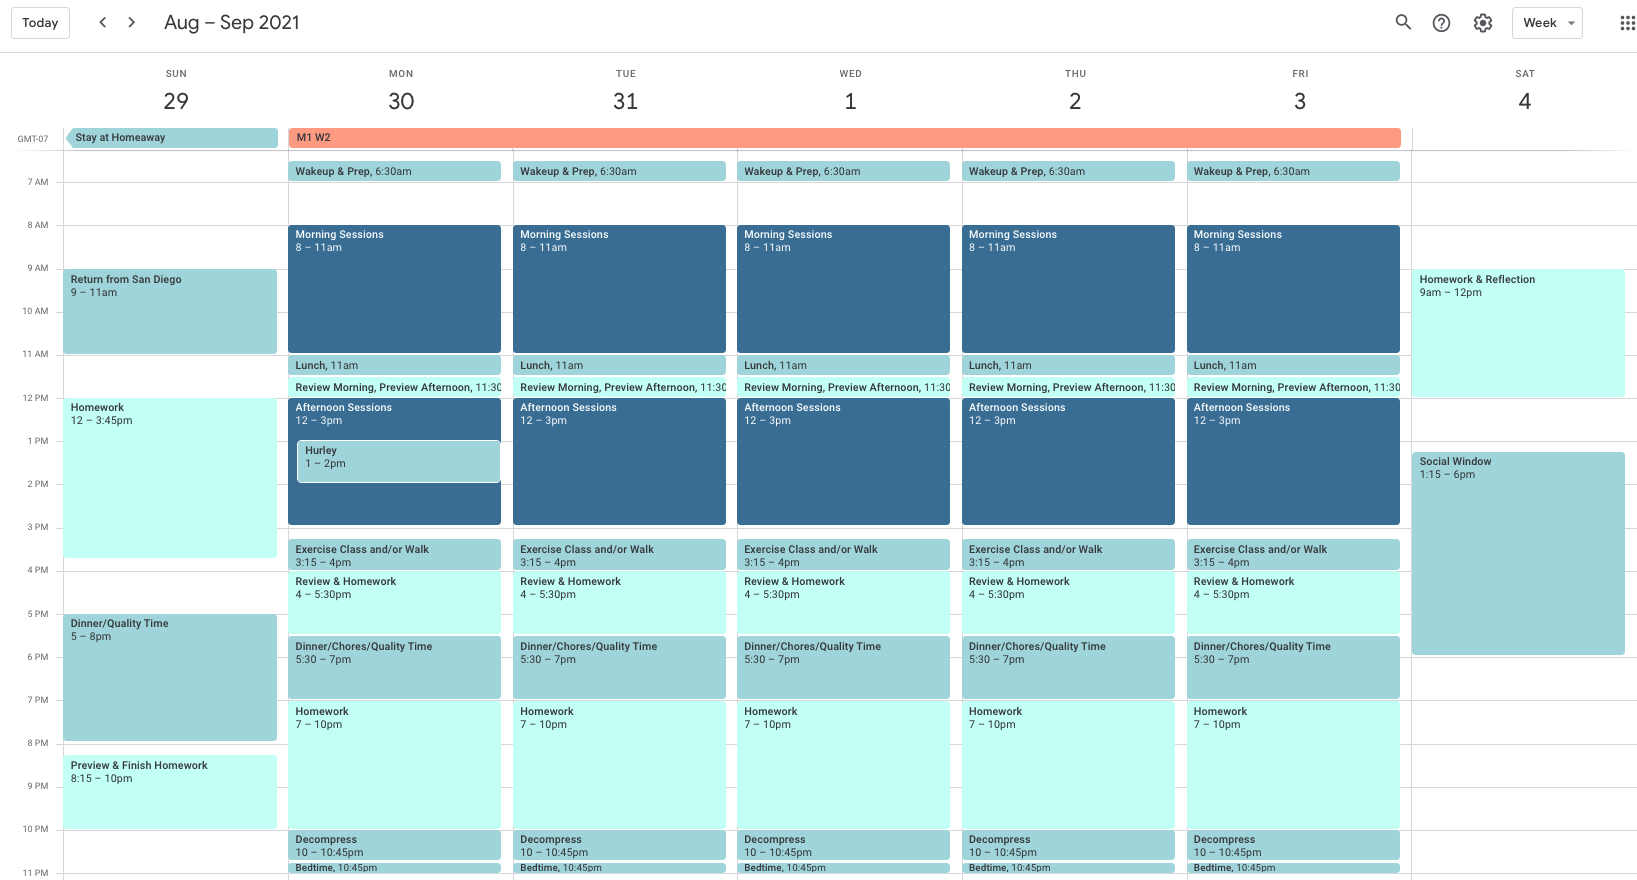 Today
Aug – Sep 2021
Week
SUN
29
MON
30
TUE
31
WED
1
THU
2
FRI
3
SAT
4
GMT-07
Stay at Homeaway
M1 W2
7 AM
8 AM
9 AM
10 AM
11 AM
12 PM
1 PM
2 PM
3 PM
4 PM
5 PM
6 PM
7 PM
8 PM
9 PM
10 PM
11 PM
Return from San Diego
9 – 11am
Homework
12 – 3:45pm
Dinner/Quality Time
5 – 8pm
Preview & Finish Homework
8:15 – 10pm
Wakeup & Prep, 6:30am
Morning Sessions
8 – 11am
Lunch, 11am
Review Morning, Preview Afternoon, 11:30
Afternoon Sessions
12 – 3pm
Hurley
1 – 2pm
Exercise Class and/or Walk
3:15 – 4pm
Review & Homework
4 – 5:30pm
Dinner/Chores/Quality Time
5:30 – 7pm
Homework
7 – 10pm
Decompress
10 – 10:45pm
Bedtime, 10:45pm
Wakeup & Prep, 6:30am
Morning Sessions
8 – 11am
Lunch, 11am
Review Morning, Preview Afternoon, 11:30
Afternoon Sessions
12 – 3pm
Exercise Class and/or Walk
3:15 – 4pm
Review & Homework
4 – 5:30pm
Dinner/Chores/Quality Time
5:30 – 7pm
Homework
7 – 10pm
Decompress
10 – 10:45pm
Bedtime, 10:45pm
Wakeup & Prep, 6:30am
Morning Sessions
8 – 11am
Lunch, 11am
Review Morning, Preview Afternoon, 11:30
Afternoon Sessions
12 – 3pm
Exercise Class and/or Walk
3:15 – 4pm
Review & Homework
4 – 5:30pm
Dinner/Chores/Quality Time
5:30 – 7pm
Homework
7 – 10pm
Decompress
10 – 10:45pm
Bedtime, 10:45pm
Wakeup & Prep, 6:30am
Morning Sessions
8 – 11am
Lunch, 11am
Review Morning, Preview Afternoon, 11:30
Afternoon Sessions
12 – 3pm
Exercise Class and/or Walk
3:15 – 4pm
Review & Homework
4 – 5:30pm
Dinner/Chores/Quality Time
5:30 – 7pm
Homework
7 – 10pm
Decompress
10 – 10:45pm
Bedtime, 10:45pm
Wakeup & Prep, 6:30am
Morning Sessions
8 – 11am
Lunch, 11am
Review Morning, Preview Afternoon, 11:30
Afternoon Sessions
12 – 3pm
Exercise Class and/or Walk
3:15 – 4pm
Review & Homework
4 – 5:30pm
Dinner/Chores/Quality Time
5:30 – 7pm
Homework
7 – 10pm
Decompress
10 – 10:45pm
Bedtime, 10:45pm
Homework & Reflection
9am – 12pm
Social Window
1:15 – 6pm